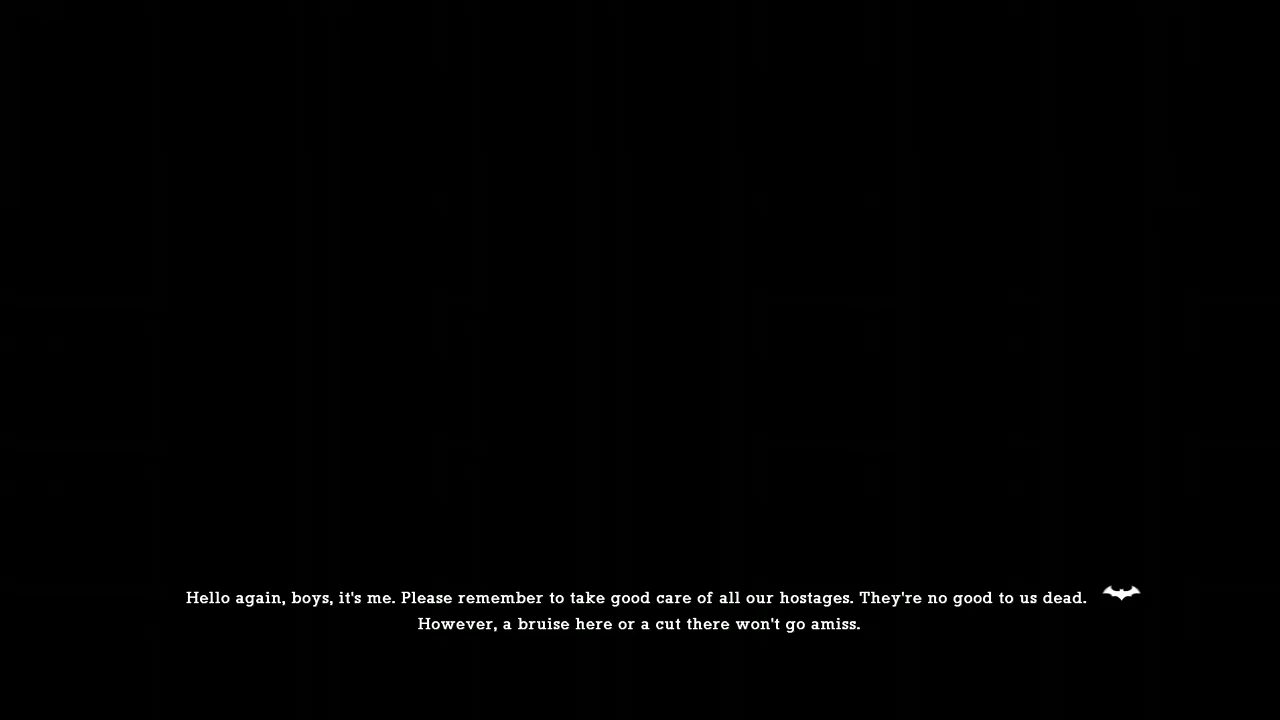 Hello again, boys, it's me. Please remember to take good care of all our hostages. They're no good to us dead.
However, a bruise here or a cut there won't go amiss.